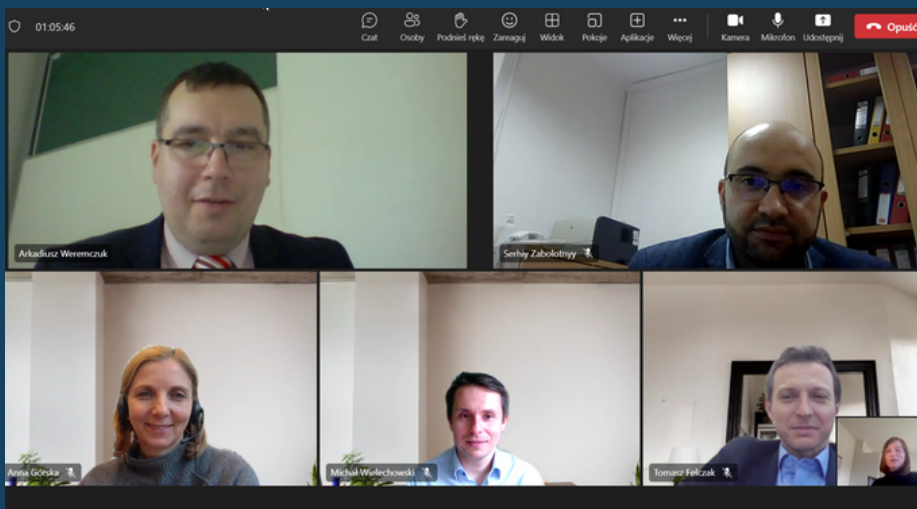 01:05:46
Czat Osoby Podnieś rękę Zareaguj Widok Pokoje Aplikacje Więcej Kamera Mikrofon Udostępnij Opuść
Arkadiusz Weremczuk
Serhiy Zabolotnyy
Anna Górska
Michał Wielechowski
Tomasz Felczak